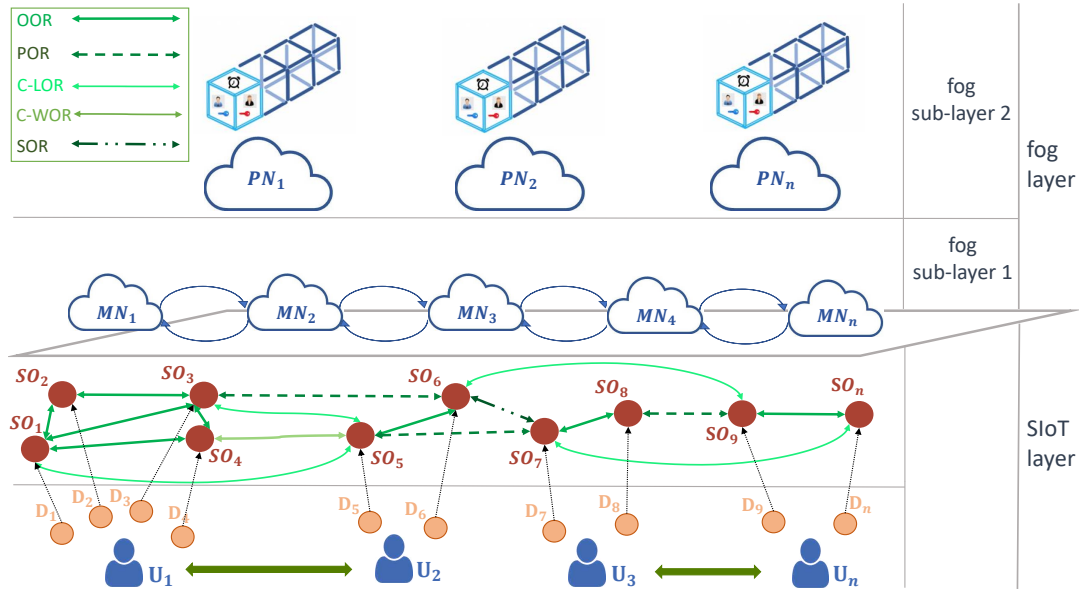 OOR
POR
C-LOR
C-WOR
SOR
PN₁
PN₂
PNₙ
fog
sub-layer 2
fog
layer
fog
sub-layer 1
MN₁
MN₂
MN₃
MN₄
MNₙ
SO₂
SO₃
SO₆
SO₈
SOₙ
SO₁
SO₄
SO₅
SO₇
SO₉
SIoT
layer
D₁
D₂
D₃
D₄
D₅
D₆
D₇
D₈
D₉
Dₙ
U₁
U₂
U₃
Uₙ